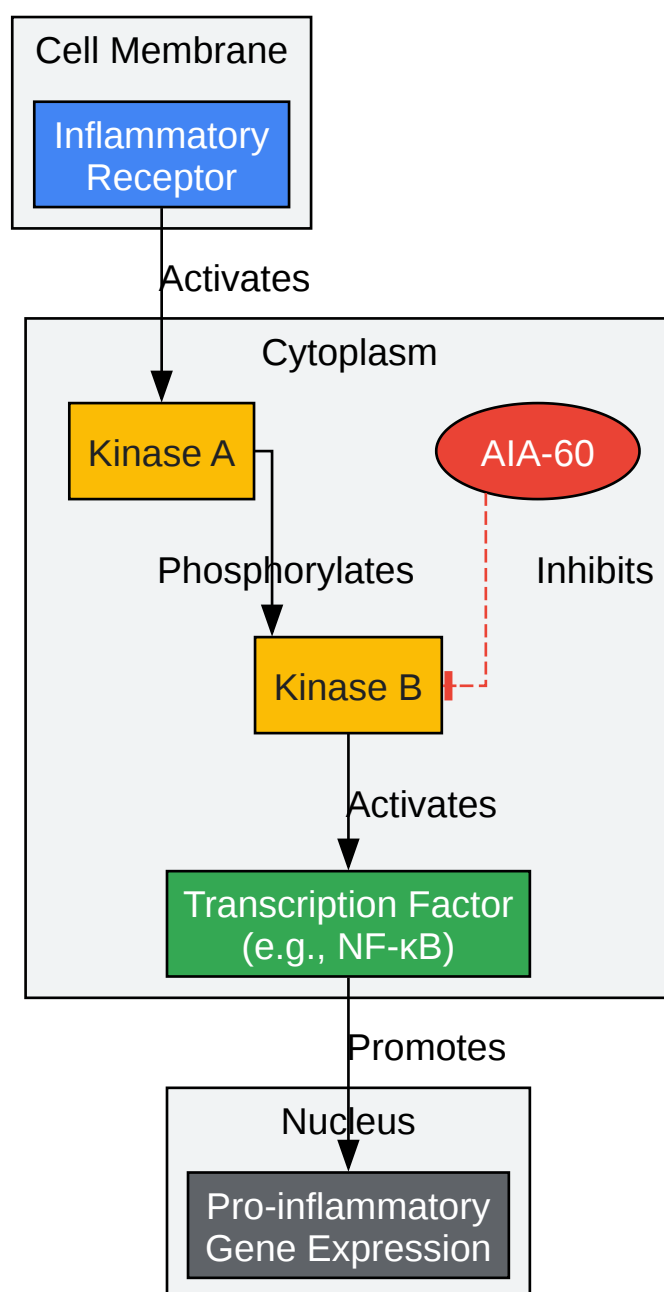 Cell Membrane
Inflammatory
Receptor
Activates
Cytoplasm
Kinase A
AIA-60
Phosphorylates
Inhibits
Kinase B
Activates
Transcription Factor
(e.g., NF-κB)
Promotes
Nucleus
Pro-inflammatory
Gene Expression